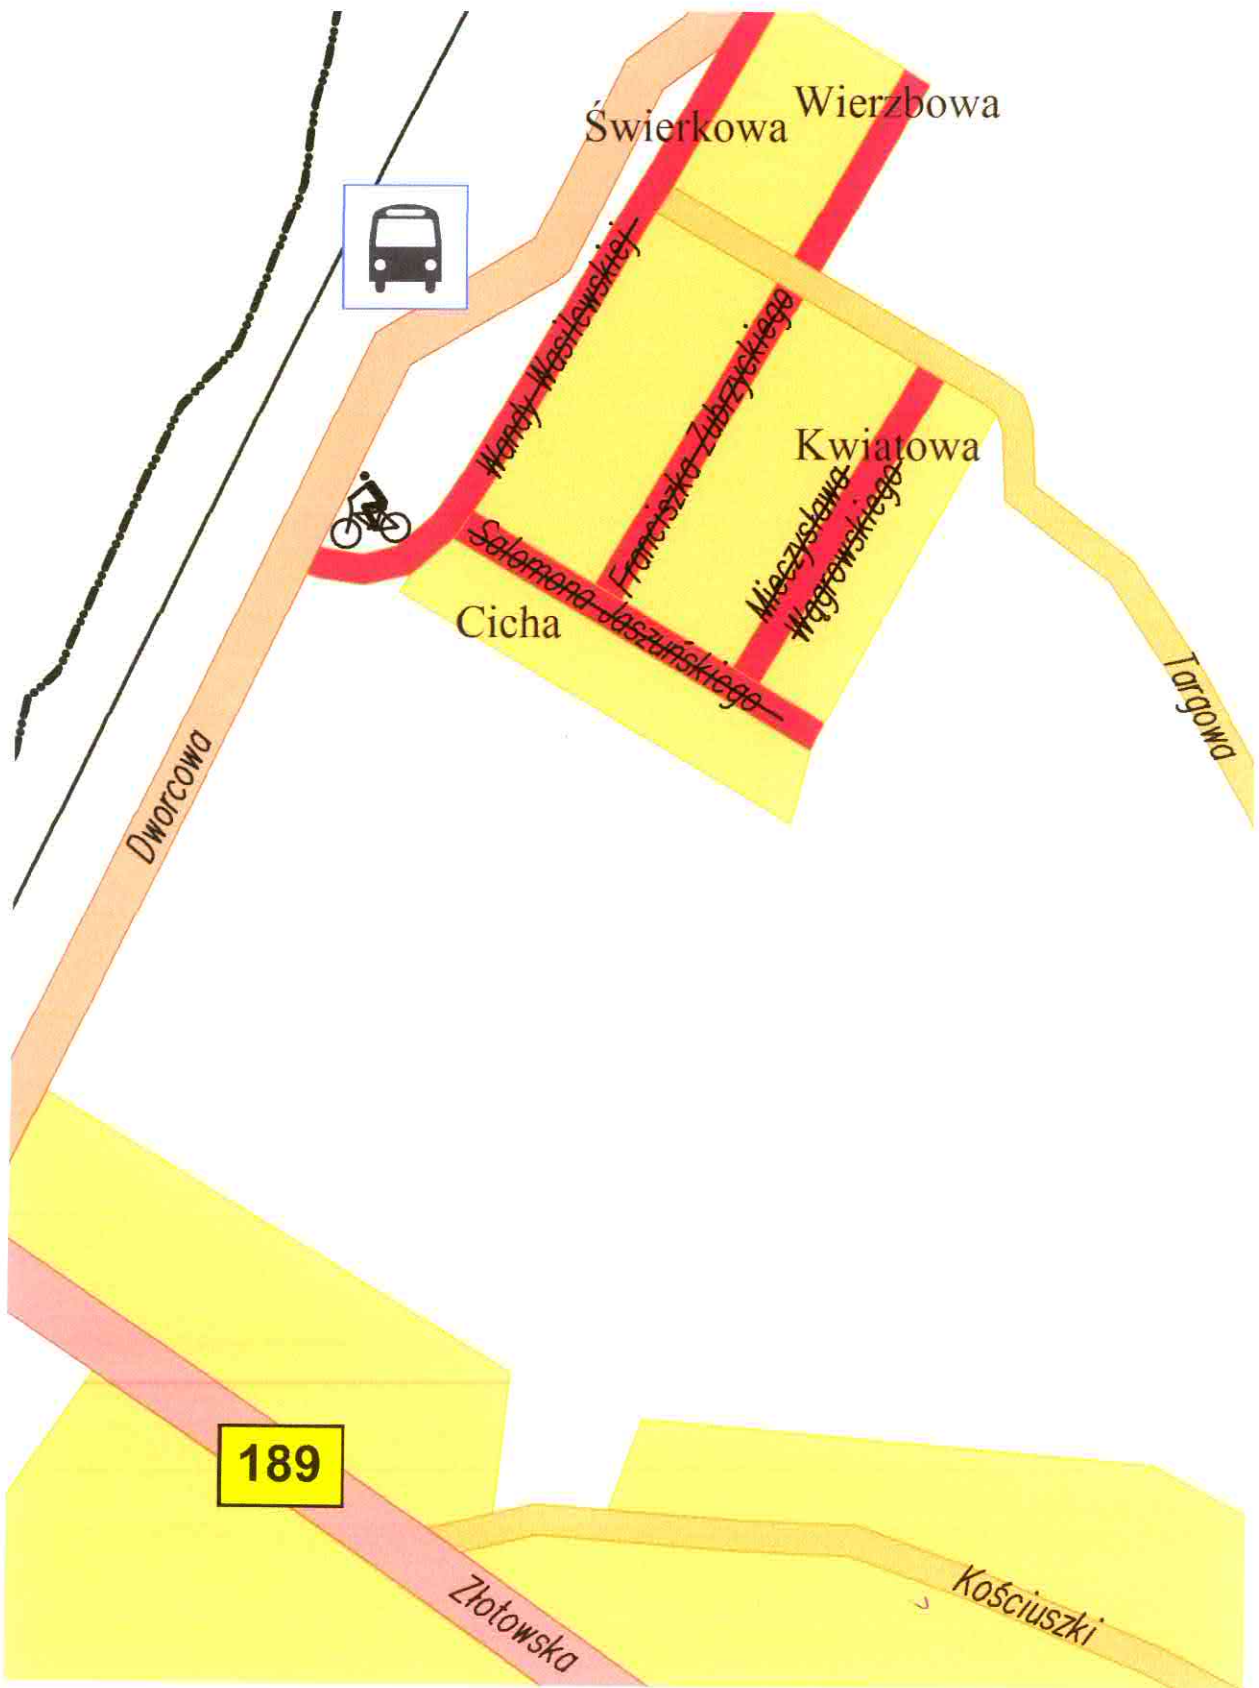 Świerkowa
Wierzbowa
Wandy Wasilewskiej
Franciszka Zubrzyckiego
Kwiatowa
Mieczysława
Wągrowskiego
Salomona Jaszuńskiego
Cicha
Targowa
Dworcowa
189
Złotowska
Kościuszki